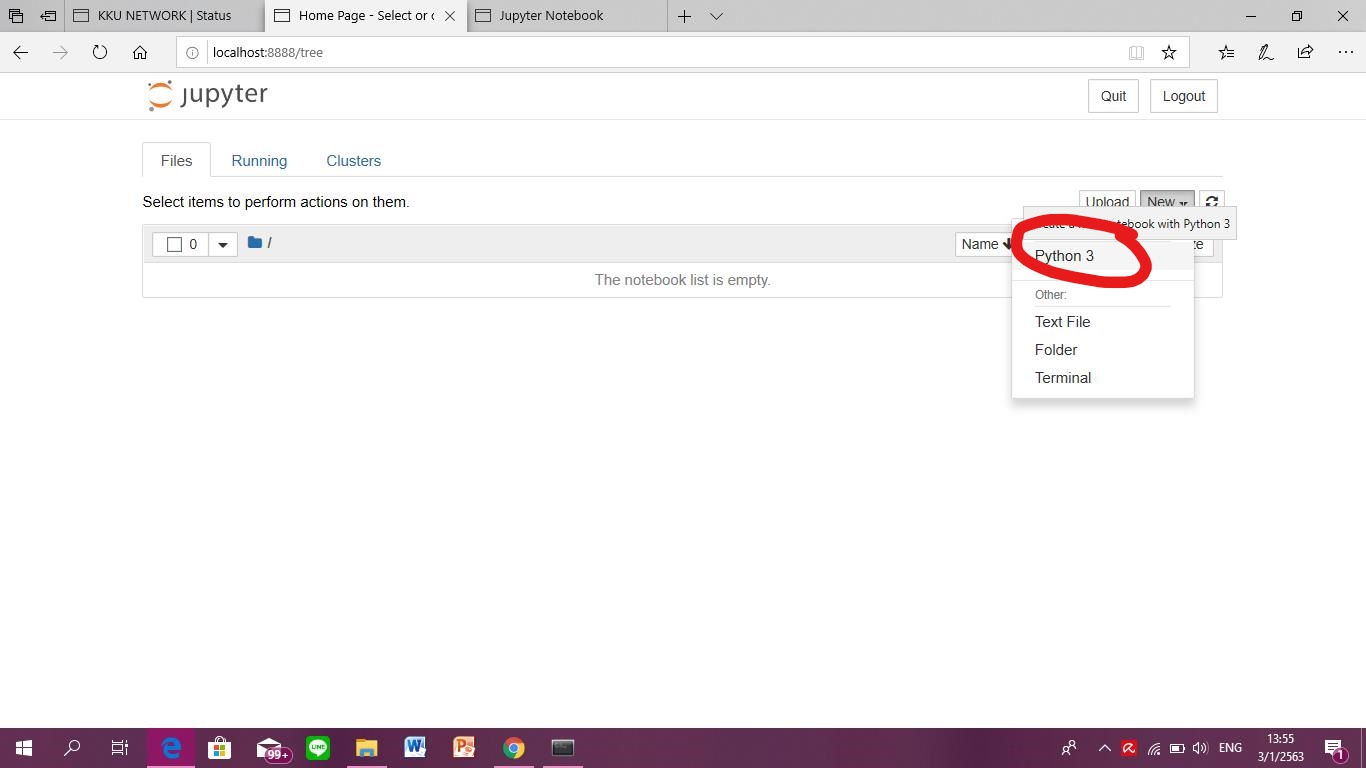 KKU NETWORK | Status
Home Page - Select or c
Jupyter Notebook
localhost:8888/tree
jupyter
Quit
Logout
Files
Running
Clusters
Select items to perform actions on them.
Upload
New
notebook with Python 3
0
/
Name
Python 3
The notebook list is empty.
Other:
Text File
Folder
Terminal
99+
LINE
W
P
ENG
13:55
3/1/2563
1